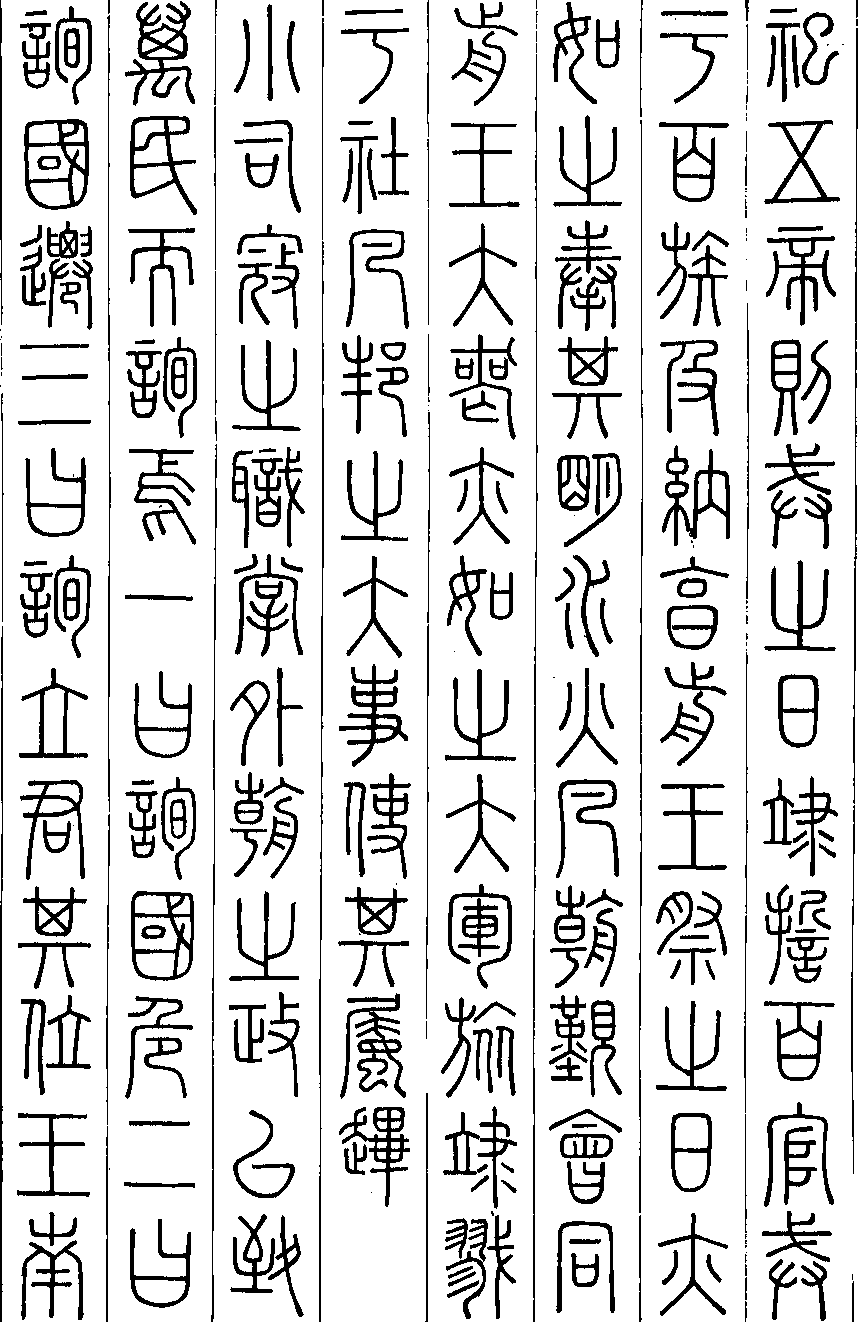 祀五帝則戒之日涖誓百官戒
于百族及納亨前王祭之日亦
如之奉其明水火凡朝覲會同
前王大喪亦如之大軍旅涖戮
于社凡邦之大事使其屬蹕
小司寇之職掌外朝之政以致
萬民而詢焉一曰詢國危二曰
詢國遷三曰詢立君其位王南